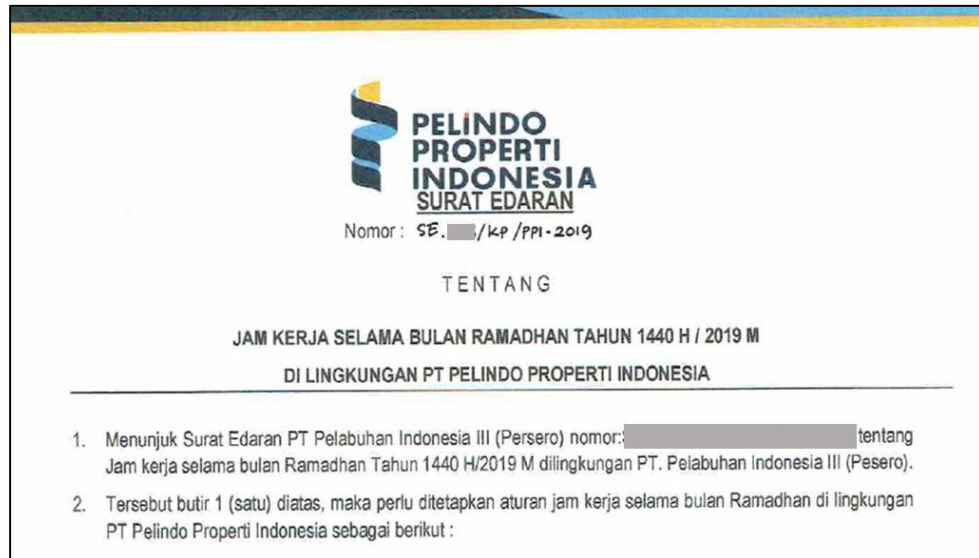 PELINDO
PROPERTI
INDONESIA
SURAT EDARAN
Nomor : SE. /KP/PPI-2019
TENTANG
JAM KERJA SELAMA BULAN RAMADHAN TAHUN 1440 H / 2019 M
DI LINGKUNGAN PT PELINDO PROPERTI INDONESIA
1. Menunjuk Surat Edaran PT Pelabuhan Indonesia III (Persero) nomor: tentang
Jam kerja selama bulan Ramadhan Tahun 1440 H/2019 M dilingkungan PT. Pelabuhan Indonesia III (Pesero).
2. Tersebut butir 1 (satu) diatas, maka perlu ditetapkan aturan jam kerja selama bulan Ramadhan di lingkungan
PT Pelindo Properti Indonesia sebagai berikut :